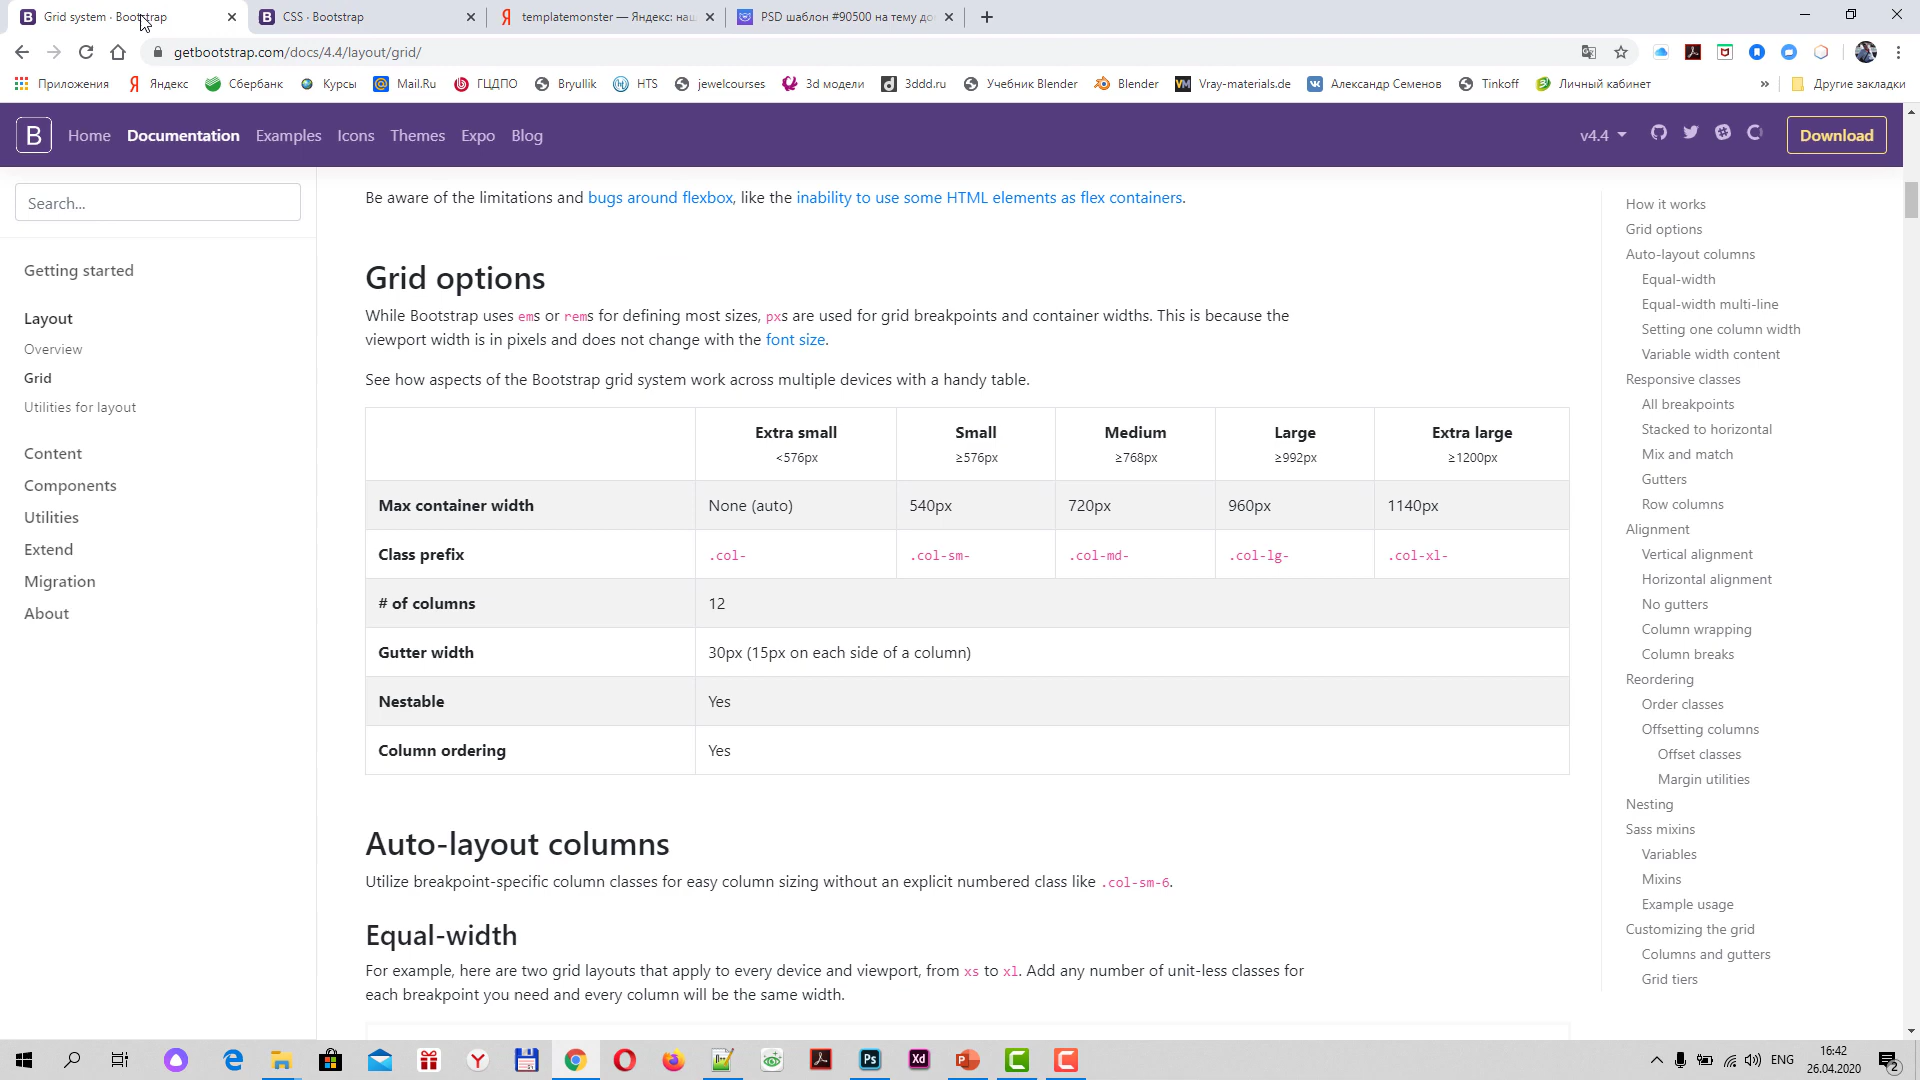 Grid system · Bootstrap
CSS · Bootstrap
templatemonster — Яндекс: наш
PSD шаблон #90500 на тему до
getbootstrap.com/docs/4.4/layout/grid/
Приложения Яндекс Сбербанк Курсы Mail.Ru ГЦДПО Bryullik HTS jewelcourses 3d модели 3ddd.ru Учебник Blender Blender Vray-materials.de Александр Семенов Tinkoff Личный кабинет » Другие закладки
B Home Documentation Examples Icons Themes Expo Blog v4.4 Download
Search...
Getting started
Layout
Overview
Grid
Utilities for layout
Content
Components
Utilities
Extend
Migration
About
Be aware of the limitations and bugs around flexbox, like the inability to use some HTML elements as flex containers.
Grid options
While Bootstrap uses ems or rems for defining most sizes, pxs are used for grid breakpoints and container widths. This is because the
viewport width is in pixels and does not change with the font size.
See how aspects of the Bootstrap grid system work across multiple devices with a handy table.
Extra small Small Medium Large Extra large
<576px ≥576px ≥768px ≥992px ≥1200px
Max container width None (auto) 540px 720px 960px 1140px
Class prefix .col- .col-sm- .col-md- .col-lg- .col-xl-
# of columns 12
Gutter width 30px (15px on each side of a column)
Nestable Yes
Column ordering Yes
Auto-layout columns
Utilize breakpoint-specific column classes for easy column sizing without an explicit numbered class like .col-sm-6.
Equal-width
For example, here are two grid layouts that apply to every device and viewport, from xs to xl. Add any number of unit-less classes for
each breakpoint you need and every column will be the same width.
How it works
Grid options
Auto-layout columns
Equal-width
Equal-width multi-line
Setting one column width
Variable width content
Responsive classes
All breakpoints
Stacked to horizontal
Mix and match
Gutters
Row columns
Alignment
Vertical alignment
Horizontal alignment
No gutters
Column wrapping
Column breaks
Reordering
Order classes
Offsetting columns
Offset classes
Margin utilities
Nesting
Sass mixins
Variables
Mixins
Example usage
Customizing the grid
Columns and gutters
Grid tiers
ENG
16:42
26.04.2020
2